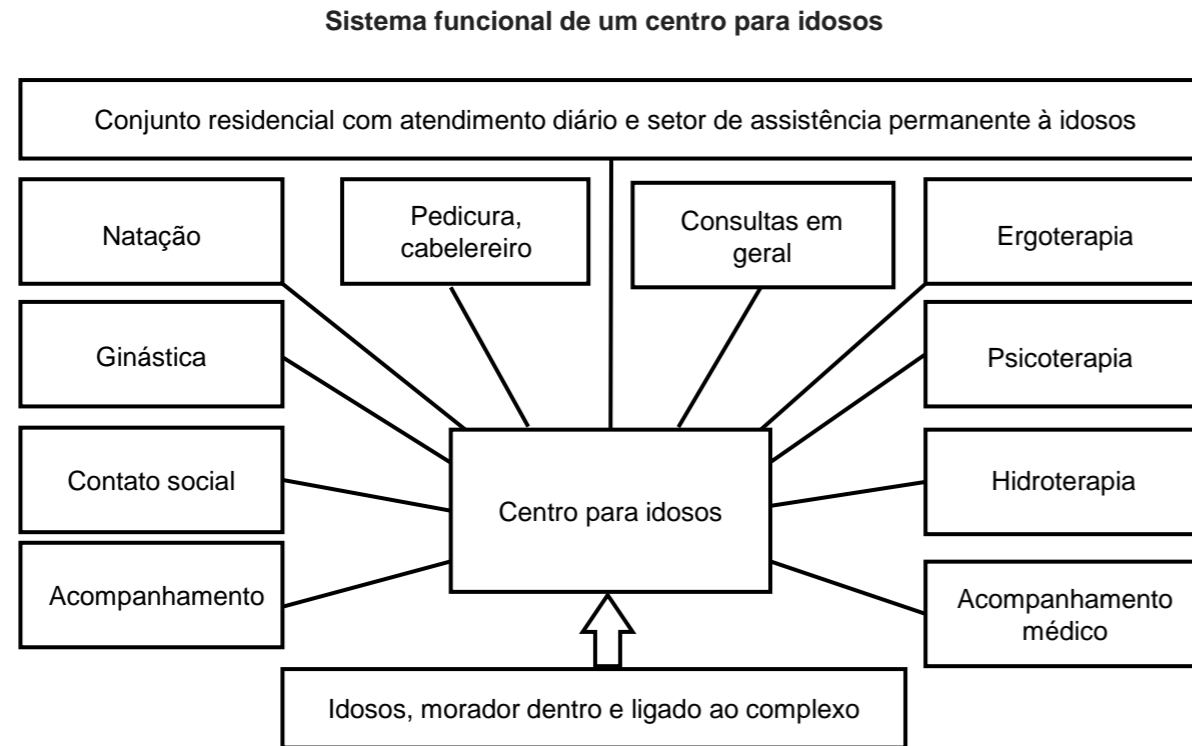 Sistema funcional de um centro para idosos
Conjunto residencial com atendimento diário e setor de assistência permanente à idosos
Natação
Pedicura,
cabelereiro
Consultas em
geral
Ergoterapia
Ginástica
Psicoterapia
Contato social
Hidroterapia
Centro para idosos
Acompanhamento
Acompanhamento
médico
Idosos, morador dentro e ligado ao complexo